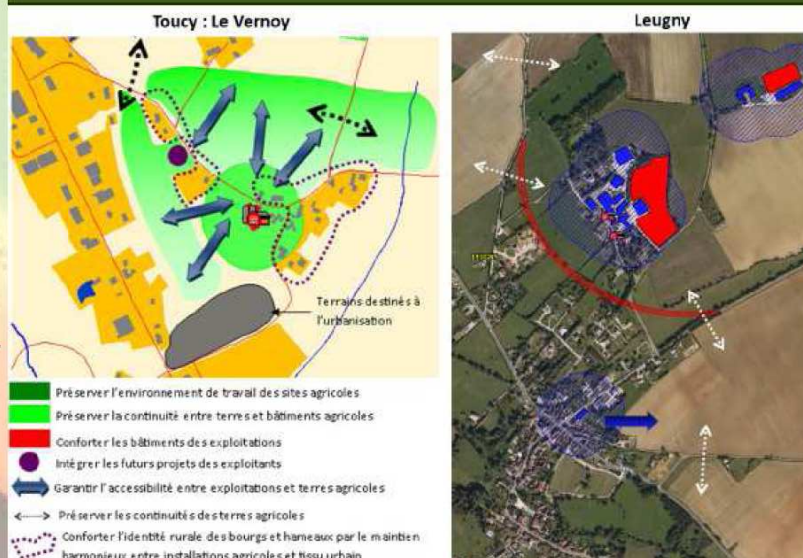 Toucy : Le Vernoy
Leugny
Terrains destinés à
l'urbanisation
Préserver l'environnement de travail des sites agricoles
Préserver la continuité entre terres et bâtiments agricoles
Conforter les bâtiments des exploitations
Intégrer les futurs projets des exploitants
Garantir l'accessibilité entre exploitations et terres agricoles
Préserver les continuités des terres agricoles
Conforter l'identité rurale des bourgs et hameaux par le maintien
harmonieux entre installations agricoles et tissu urbain